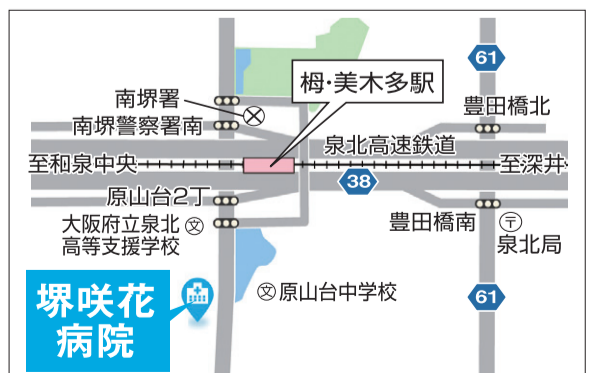 61
栂・美木多駅
南堺署
豊田橋北
南堺警察署南
泉北高速鉄道
至和泉中央
至深井
38
原山台2丁
大阪府立泉北
高等支援学校
文
豊田橋南
〒
泉北局
文
原山台中学校
堺咲花
病院
61